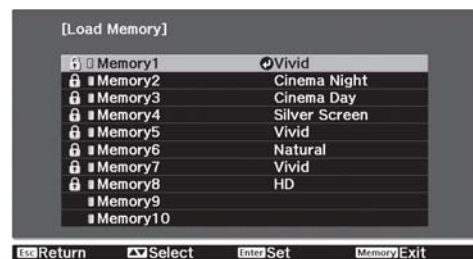 [Load Memory]
Memory1 Vivid
Memory2 Cinema Night
Memory3 Cinema Day
Memory4 Silver Screen
Memory5 Vivid
Memory6 Natural
Memory7 Vivid
Memory8 HD
Memory9
Memory10
Esc Return Select Enter Set Memory Exit